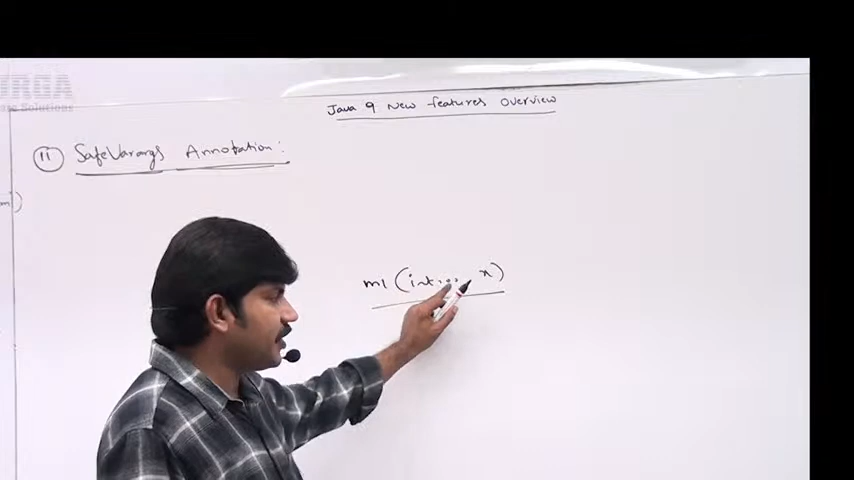 Java 9 New features Overview
11 SafeVarargs Annotation:
m1(int... x)